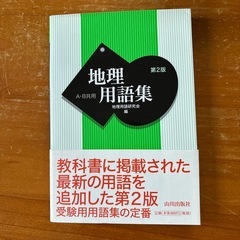 地理
用語集
第2版
A・B共用
地理用語研究会
編
教科書に掲載された
最新の用語を
追加した第2版
受験用用語集の定番
山川出版社